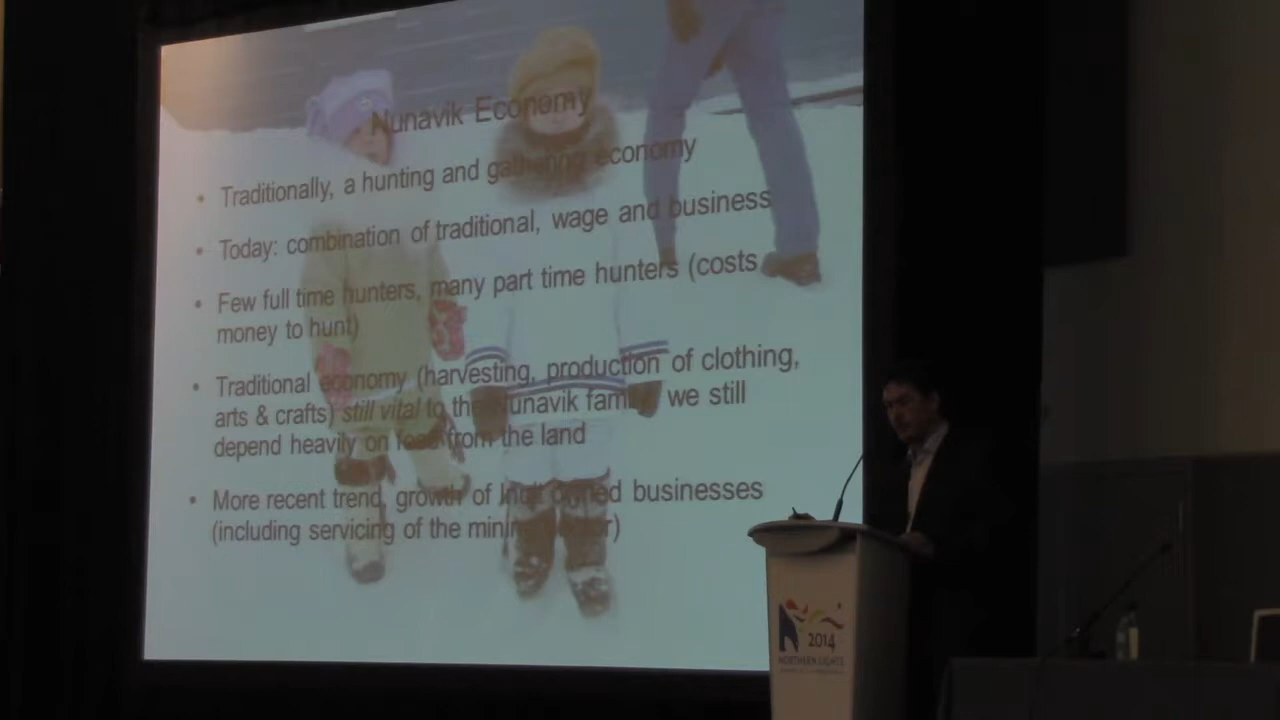 Nunavik Economy
• Traditionally, a hunting and gathering economy
• Today: combination of traditional, wage and business
• Few full time hunters, many part time hunters (costs
money to hunt)
• Traditional economy (harvesting, production of clothing,
arts & crafts) still vital to the Nunavik family we still
depend heavily on food from the land
• More recent trend, growth of Inuit owned businesses
(including servicing of the mining sector)
2014
NORTHERN LIGHTS